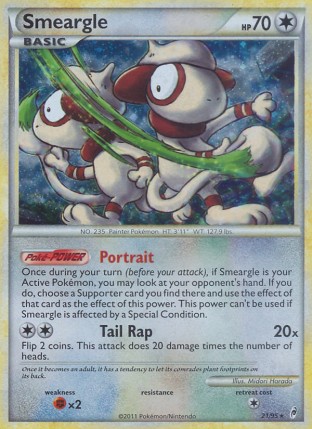 Smeargle HP 70
BASIC
NO. 235 Painter Pokémon. HT: 3'11" WT: 127.9 lbs.
Poké-POWER Portrait
Once during your turn (before your attack), if Smeargle is your
Active Pokémon, you may look at your opponent's hand. If you
do, choose a Supporter card you find there and use the effect of
that card as the effect of this power. This power can't be used if
Smeargle is affected by a Special Condition.
Tail Rap 20x
Flip 2 coins. This attack does 20 damage times the number of
heads.
Once it becomes an adult, it has a tendency to let its comrades plant footprints on
its back.
Illus. Midori Harada
weakness resistance retreat cost
×2
©2011 Pokémon/Nintendo 21/95 ★